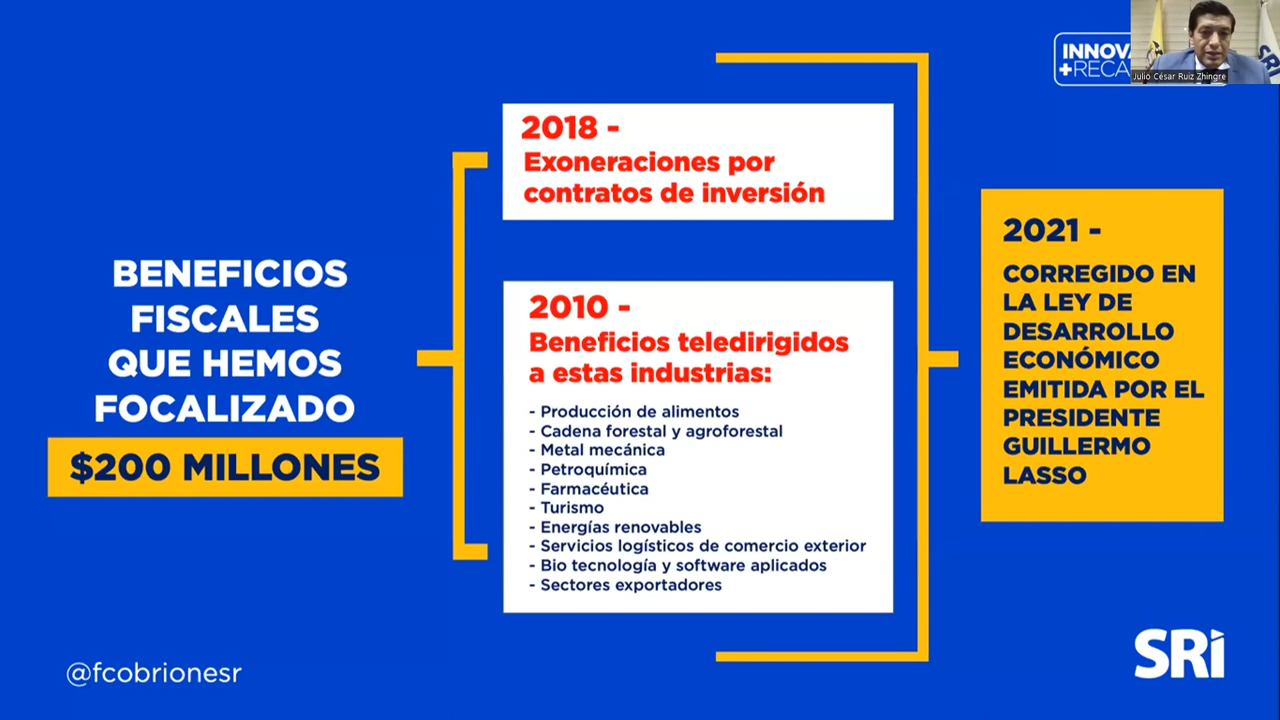 BENEFICIOS
FISCALES
QUE HEMOS
FOCALIZADO
$200 MILLONES
2018 -
Exoneraciones por
contratos de inversión
2010 -
Beneficios teledirigidos
a estas industrias:
- Producción de alimentos
- Cadena forestal y agroforestal
- Metal mecánica
- Petroquímica
- Farmacéutica
- Turismo
- Energías renovables
- Servicios logísticos de comercio exterior
- Bio tecnología y software aplicados
- Sectores exportadores
2021 -
CORREGIDO EN
LA LEY DE
DESARROLLO
ECONÓMICO
EMITIDA POR EL
PRESIDENTE
GUILLERMO
LASSO
INNOVA
+RECA
SRi
Julio César Ruiz Zhingre
@fcobrionesr
SRi